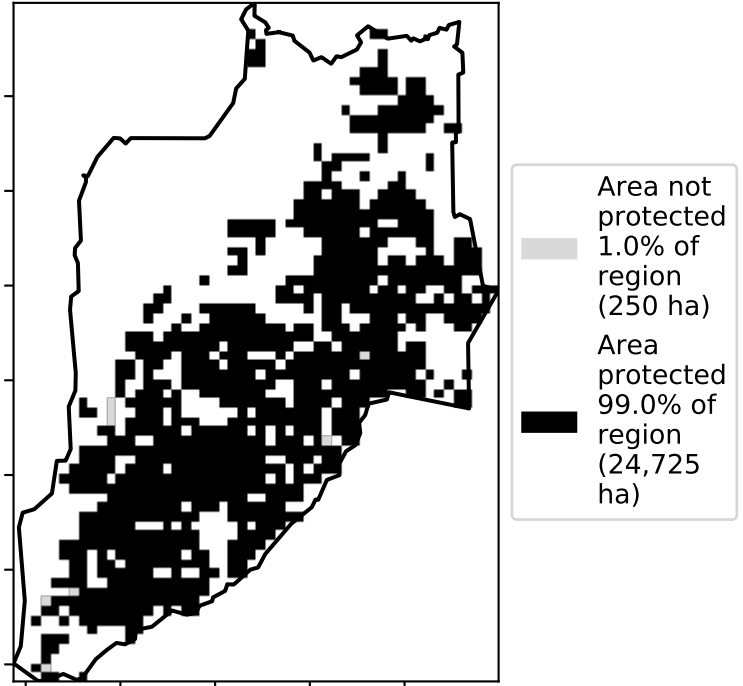 Area not
protected
1.0% of
region
(250 ha)
Area
protected
99.0% of
region
(24,725
ha)